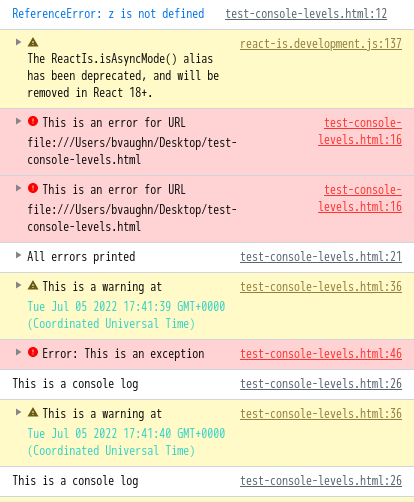 ReferenceError: z is not defined test-console-levels.html:12
react-is.development.js:137
The ReactIs.isAsyncMode() alias
has been deprecated, and will be
removed in React 18+.
This is an error for URL test-console-
file:///Users/bvaughn/Desktop/test- levels.html:16
console-levels.html
This is an error for URL test-console-
file:///Users/bvaughn/Desktop/test- levels.html:16
console-levels.html
All errors printed test-console-levels.html:21
This is a warning at test-console-levels.html:36
Tue Jul 05 2022 17:41:39 GMT+0000
(Coordinated Universal Time)
Error: This is an exception test-console-levels.html:46
This is a console log test-console-levels.html:26
This is a warning at test-console-levels.html:36
Tue Jul 05 2022 17:41:40 GMT+0000
(Coordinated Universal Time)
This is a console log test-console-levels.html:26